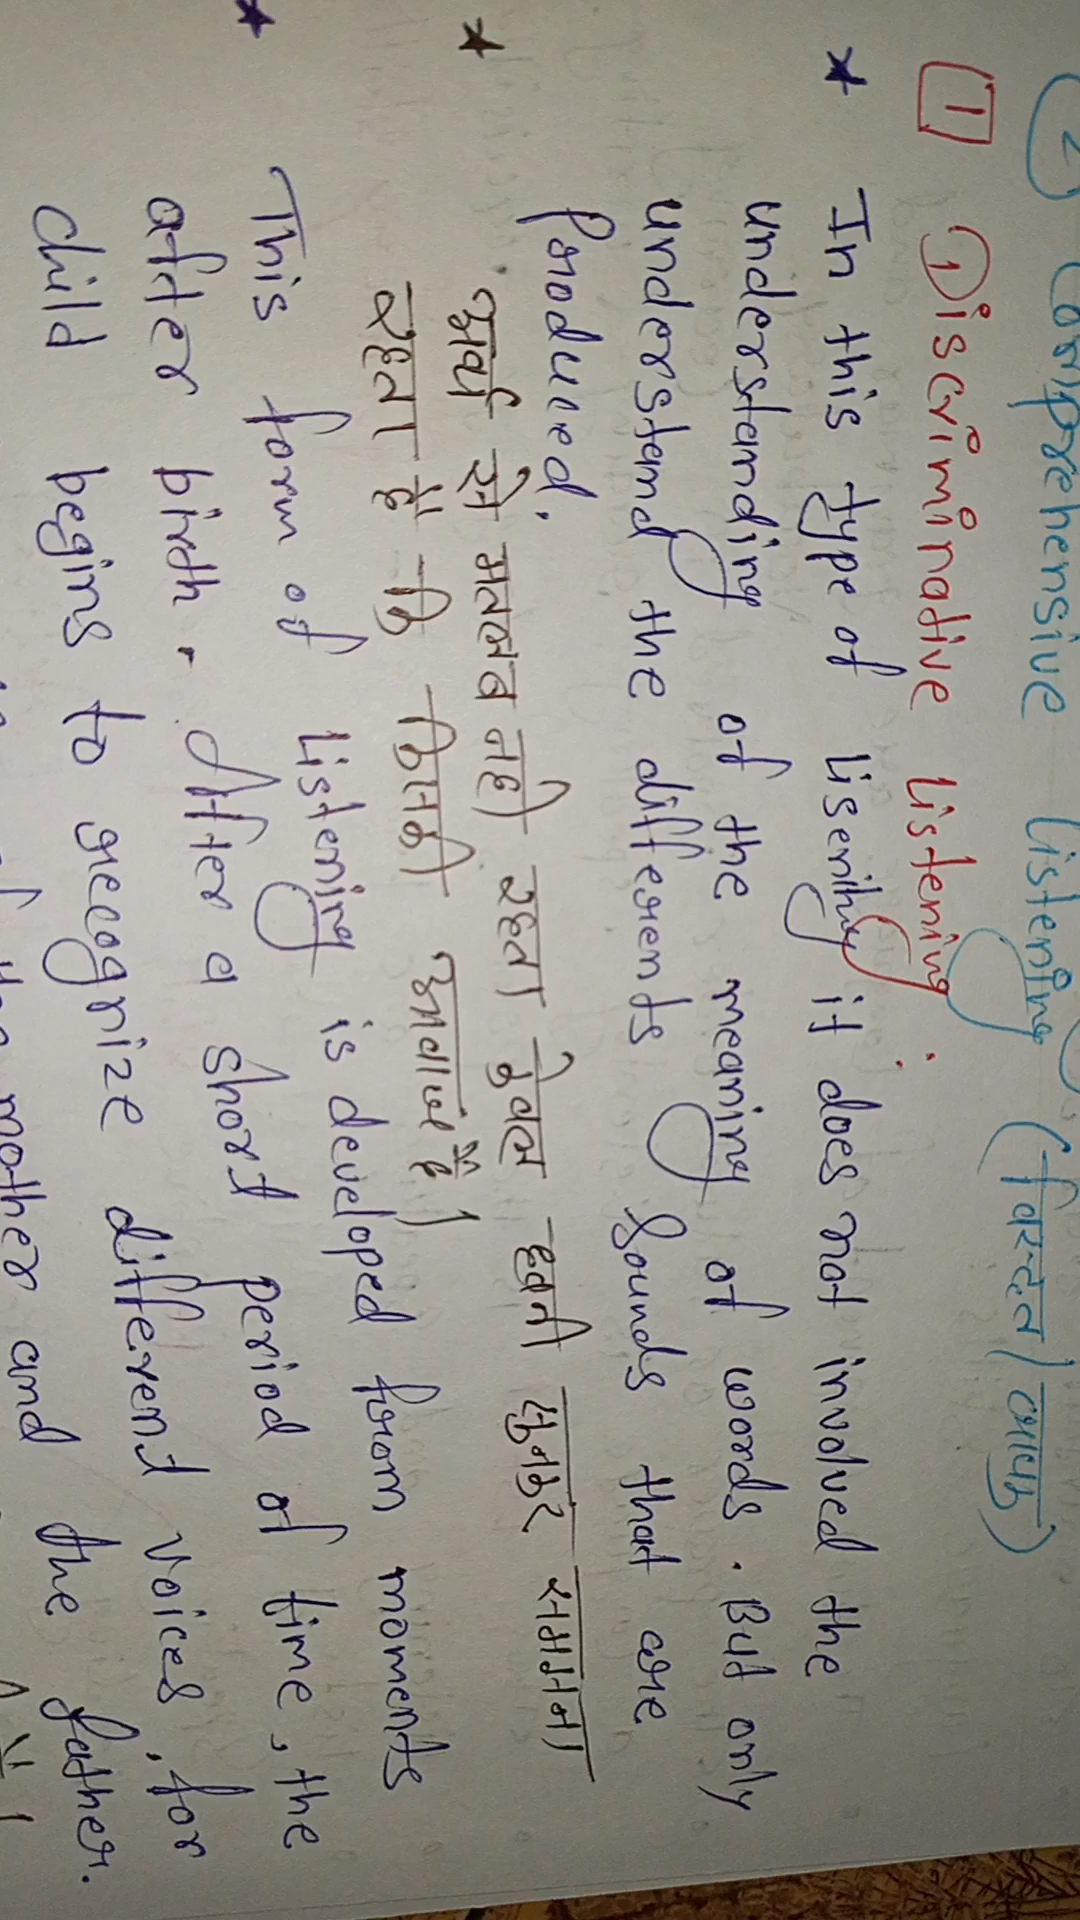 2) Comprehensive Listening (विस्तृत / व्यापक)
1 Discriminative Listening :
★ In this type of lisenithg it does not involved the
understanding of the meaning of words. But only
understand the differents sounds that are
Produced.
★ अर्थ से मतलब नही रहता केवल ध्वनी सुनकर समझना
रहता है कि किसकी आवाजें है।
★ This form of listening is developed from moments
after birth. After a short period of time, the
child begins to recognize different voices, for
mother and the father.